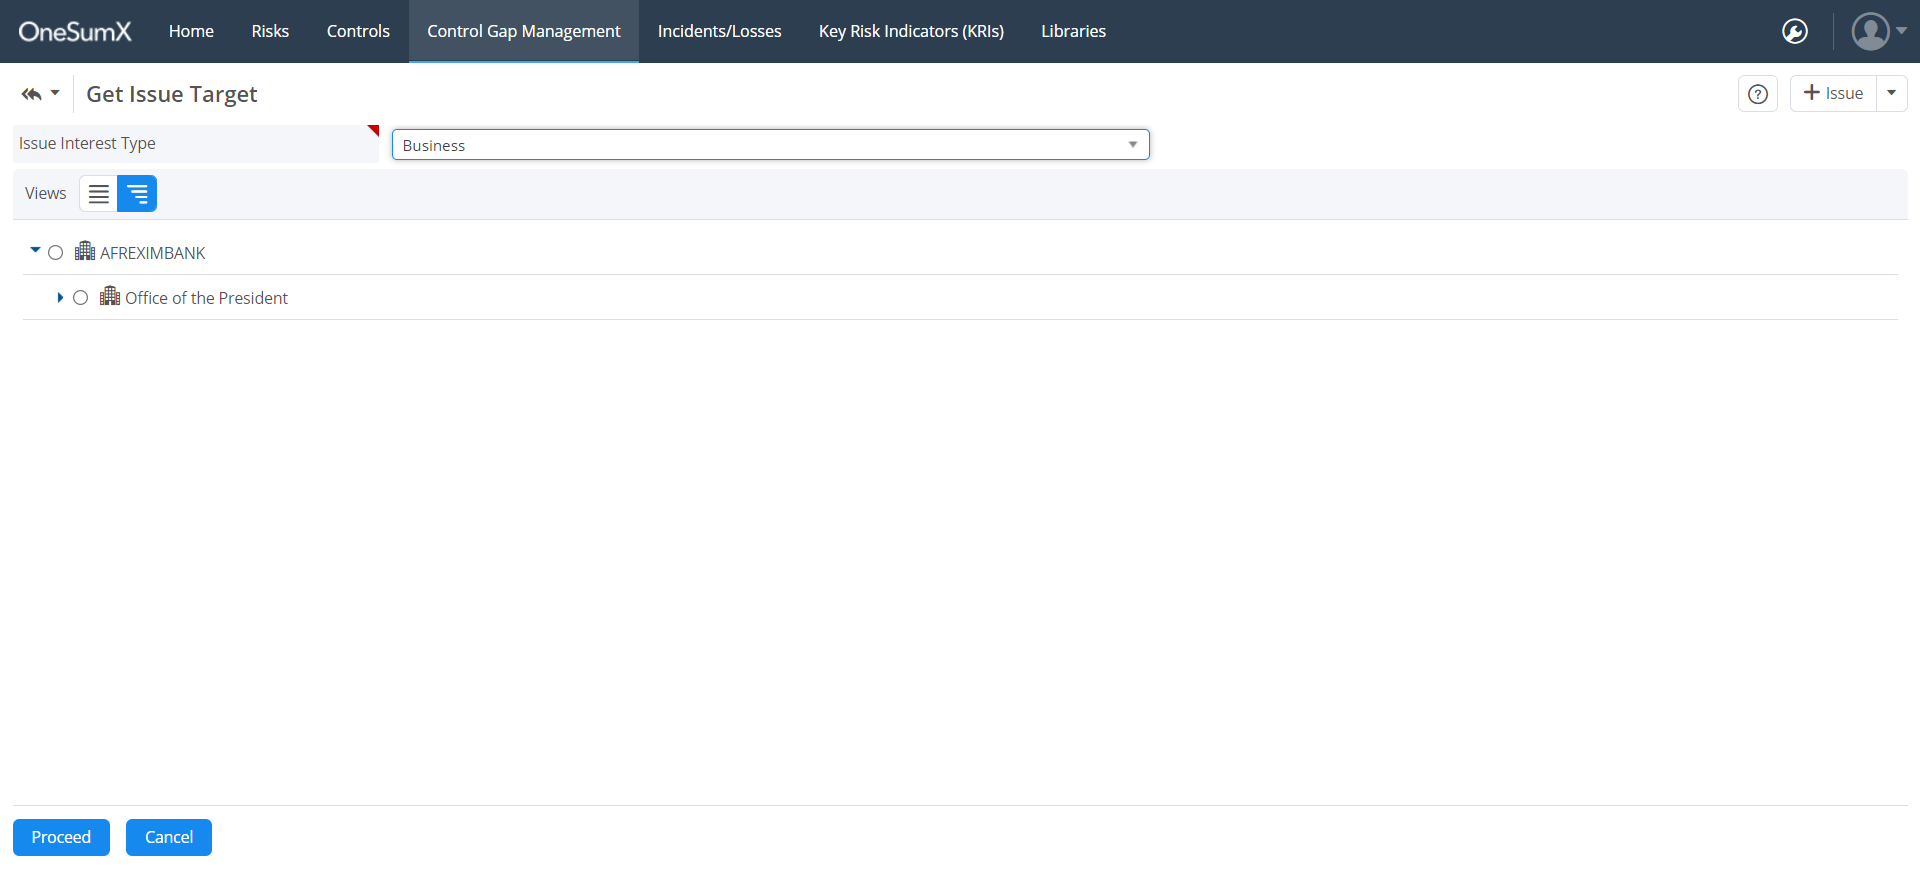 OneSumX Home Risks Controls Control Gap Management Incidents/Losses Key Risk Indicators (KRIs) Libraries
Get Issue Target
? + Issue
Issue Interest Type Business
Views
AFREXIMBANK
Office of the President
Proceed Cancel